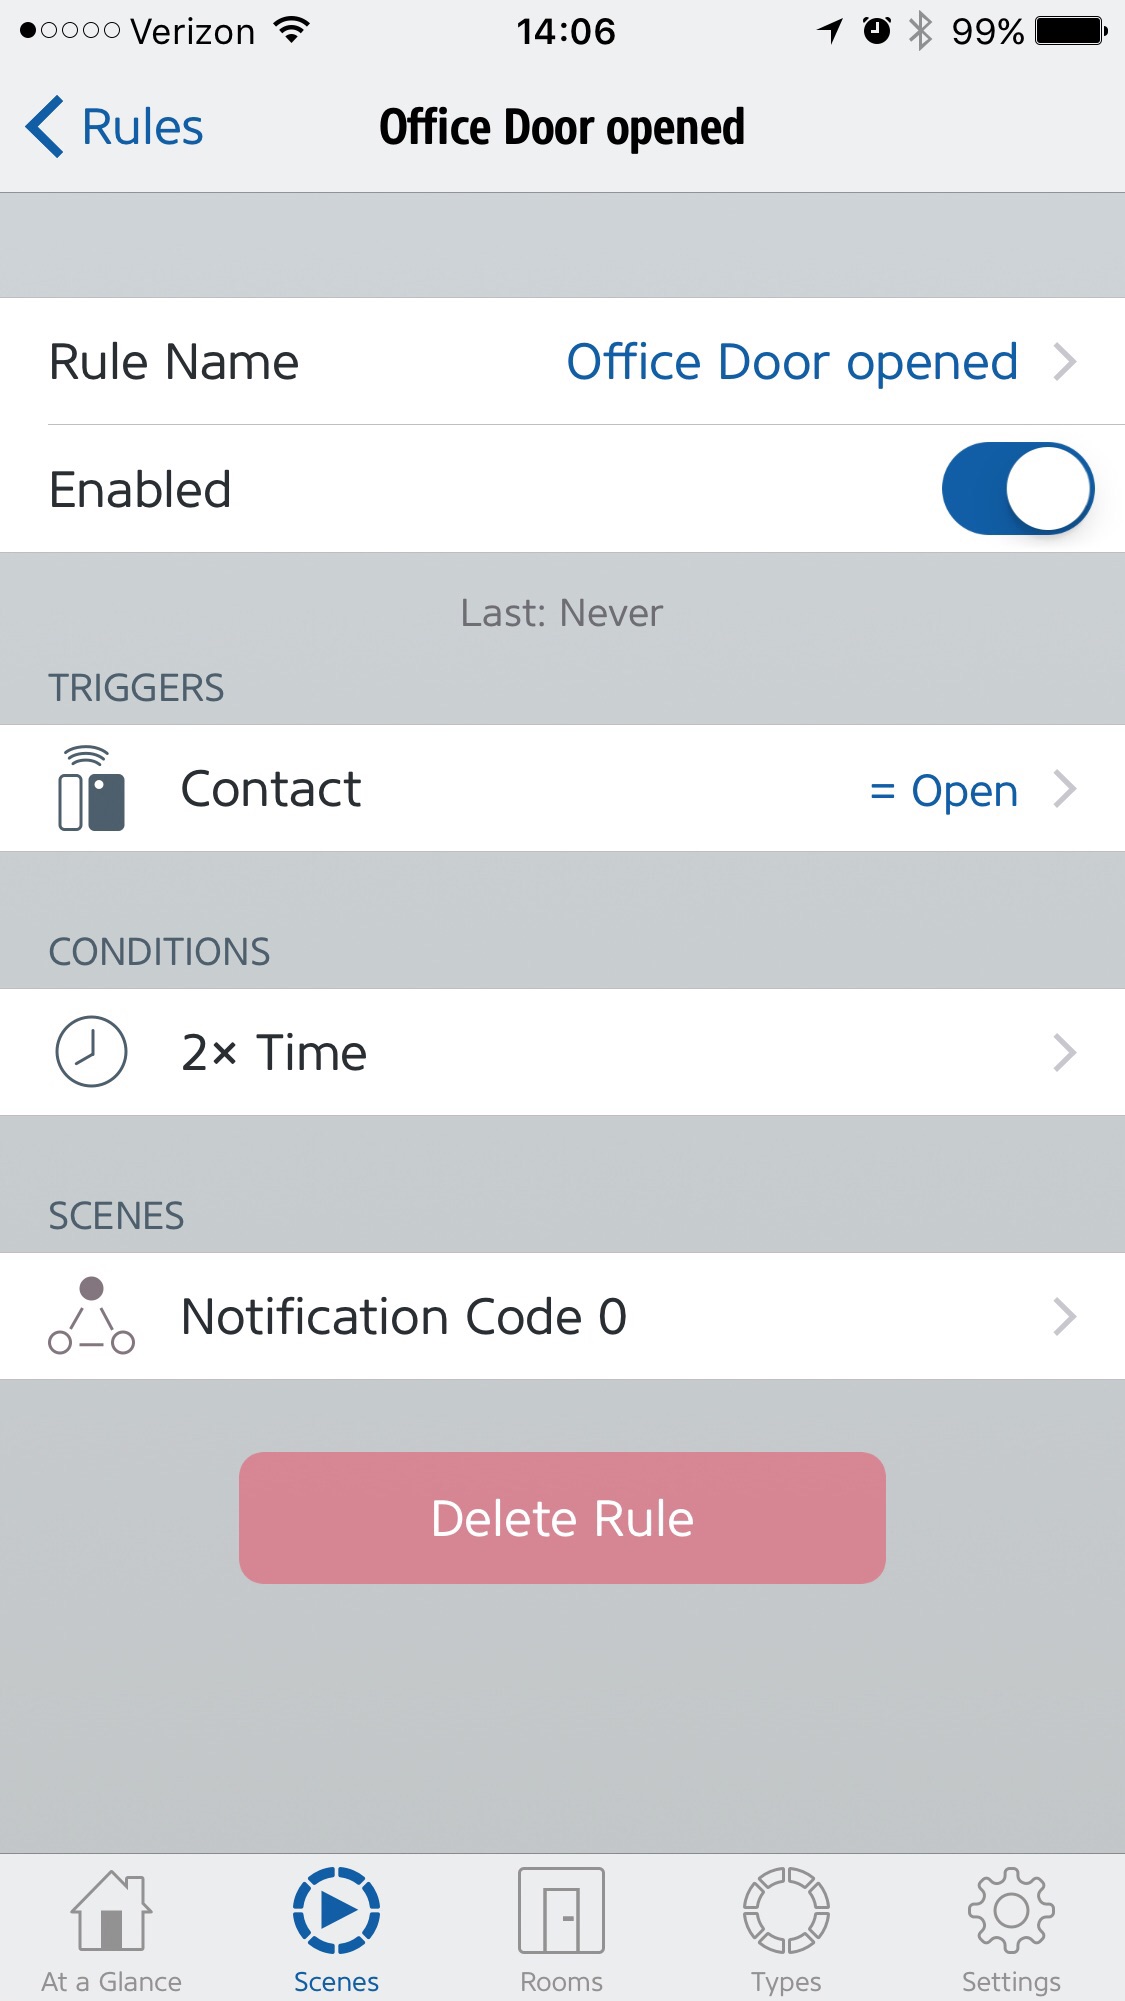 Verizon 14:06 99%
Rules Office Door opened
Rule Name Office Door opened
Enabled
Last: Never
TRIGGERS
Contact = Open
CONDITIONS
2× Time
SCENES
Notification Code 0
Delete Rule
At a Glance Scenes Rooms Types Settings